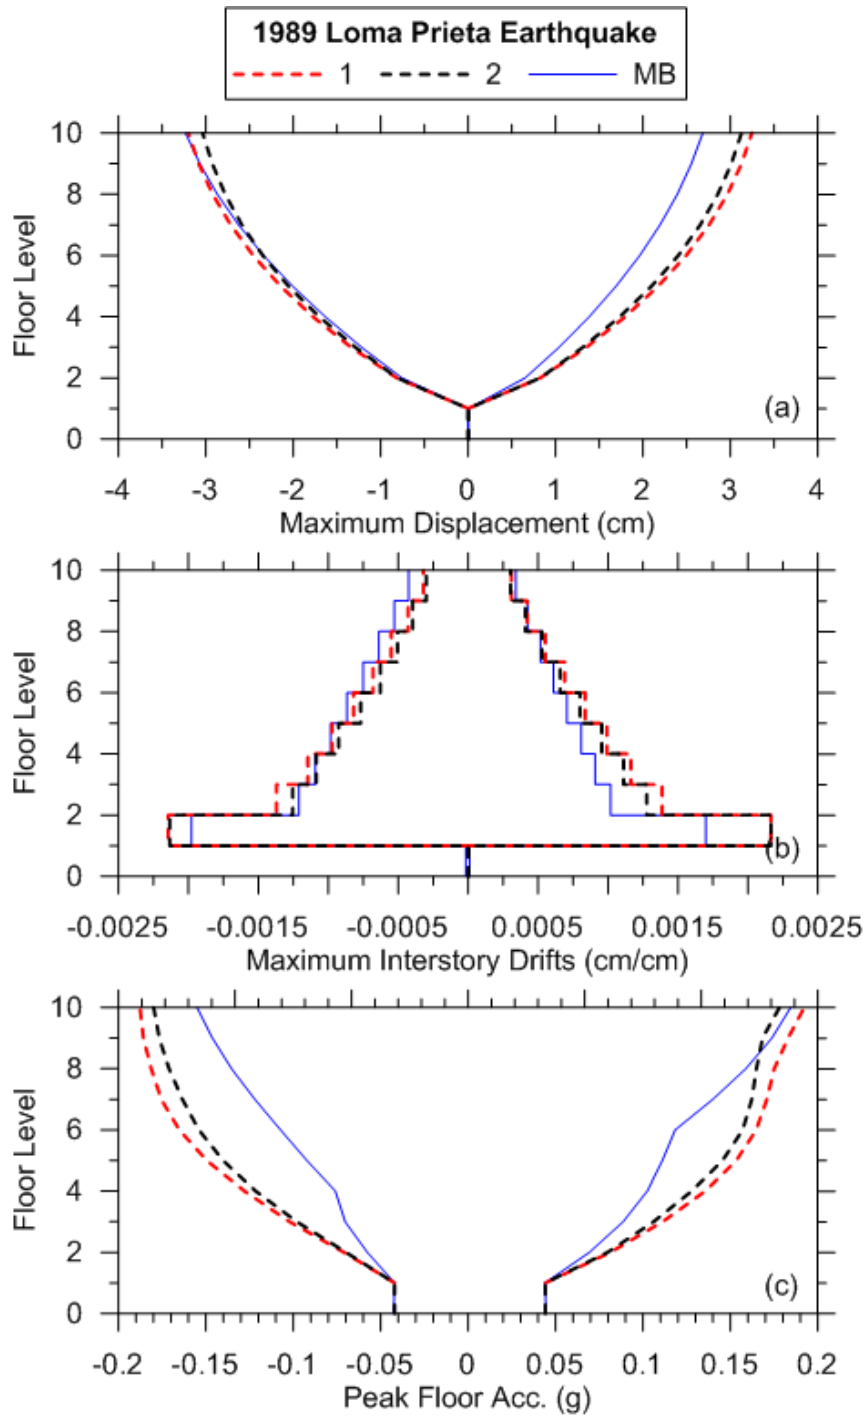 1989 Loma Prieta Earthquake
1 2 MB
10
8
6
4
2
0
Floor Level
(a)
-4 -3 -2 -1 0 1 2 3 4
Maximum Displacement (cm)
10
8
6
4
2
0
Floor Level
(b)
-0.0025 -0.0015 -0.0005 0.0005 0.0015 0.0025
Maximum Interstory Drifts (cm/cm)
10
8
6
4
2
0
Floor Level
(c)
-0.2 -0.15 -0.1 -0.05 0 0.05 0.1 0.15 0.2
Peak Floor Acc. (g)